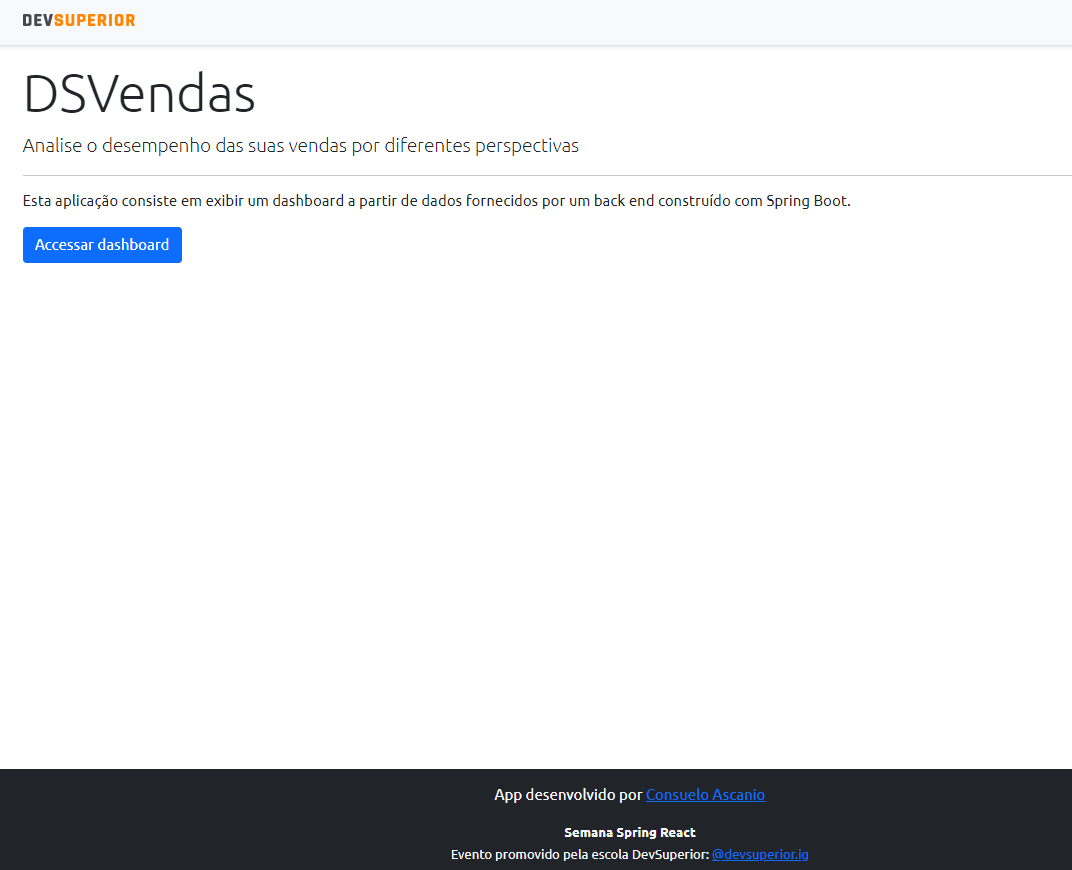 DEVSUPERIOR
DSVendas
Analise o desempenho das suas vendas por diferentes perspectivas
Esta aplicação consiste em exibir um dashboard a partir de dados fornecidos por um back end construído com Spring Boot.
Accessar dashboard
App desenvolvido por Consuelo Ascanio
Semana Spring React
Evento promovido pela escola DevSuperior: @devsuperior.ig